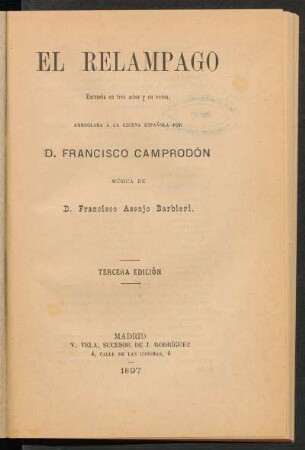 EL RELAMPAGO
Zarzuela en tres actos y en verso,
ARREGLADA A LA ESCENA ESPAÑOLA POR
D. FRANCISCO CAMPRODÓN
MÚSICA DE
D. Francisco Asenjo Barbieri.
TERCERA EDICIÓN
MADRID
R. VELA, SUCESOR DE J. RODRÍGUEZ
4, CALLE DE LAS 4
1897